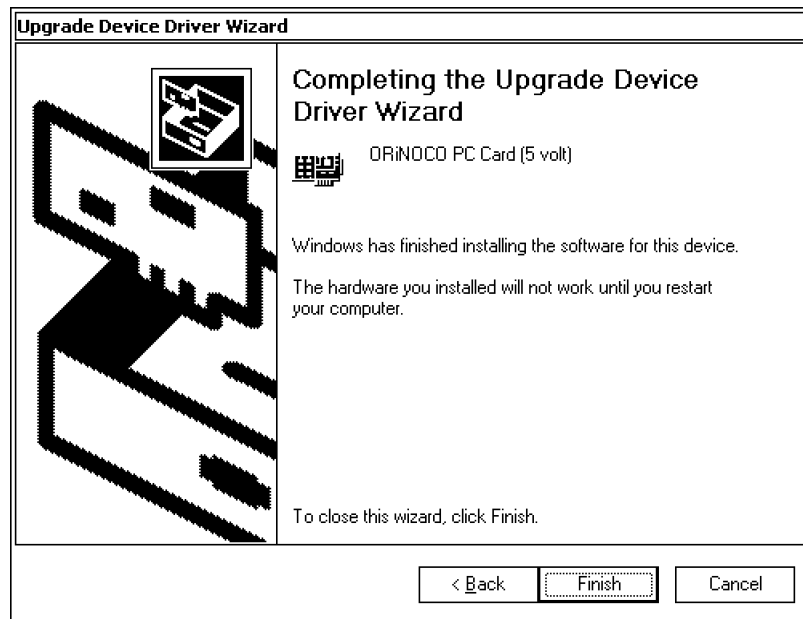 Upgrade Device Driver Wizard
Completing the Upgrade Device
Driver Wizard
ORiNOCO PC Card (5 volt)
Windows has finished installing the software for this device.
The hardware you installed will not work until you restart
your computer.
To close this wizard, click Finish.
< Back
Finish
Cancel